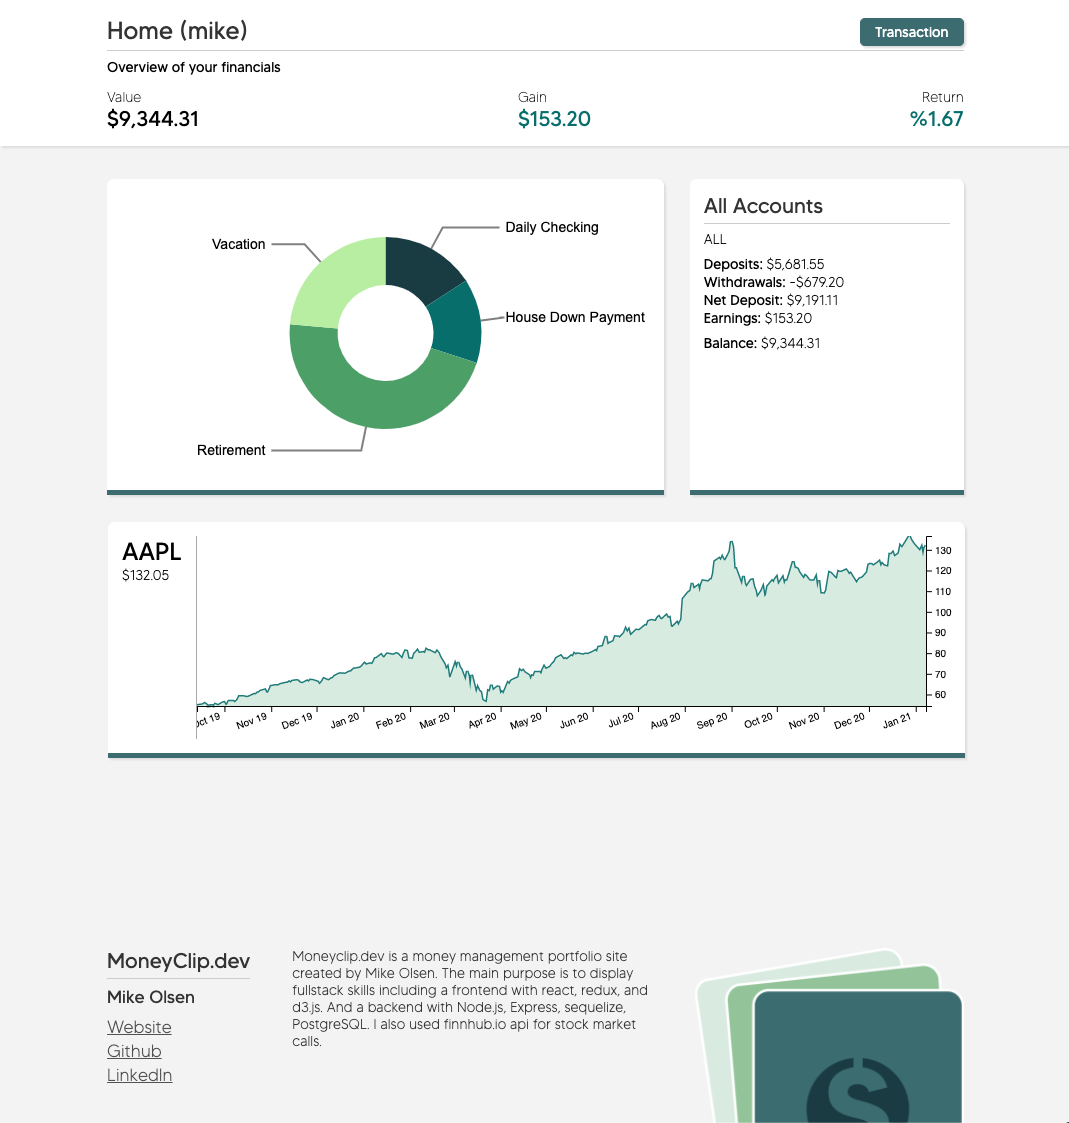 Home (mike)
Transaction
Overview of your financials
Value
Gain
Return
$9,344.31
$153.20
%1.67
Vacation
Daily Checking
House Down Payment
Retirement
All Accounts
ALL
Deposits: $5,681.55
Withdrawals: -$679.20
Net Deposit: $9,191.11
Earnings: $153.20
Balance: $9,344.31
AAPL
$132.05
130
120
110
100
90
80
70
60
Oct 19
Nov 19
Dec 19
Jan 20
Feb 20
Mar 20
Apr 20
May 20
Jun 20
Jul 20
Aug 20
Sep 20
Oct 20
Nov 20
Dec 20
Jan 21
MoneyClip.dev
Mike Olsen
Website
Github
LinkedIn
Moneyclip.dev is a money management portfolio site
created by Mike Olsen. The main purpose is to display
fullstack skills including a frontend with react, redux, and
d3.js. And a backend with Node.js, Express, sequelize,
PostgreSQL. I also used finnhub.io api for stock market
calls.
$